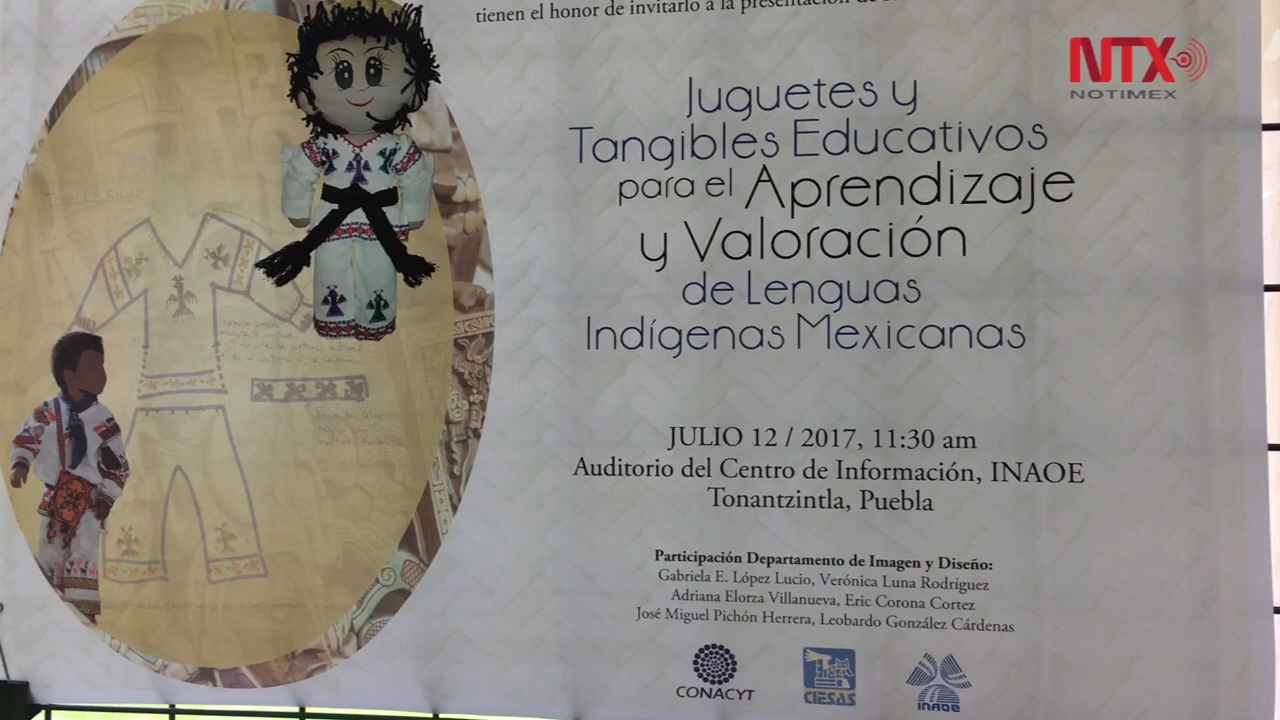 tienen el honor de invitarlo a la presentación de
NTX
NOTIMEX
Juguetes y
Tangibles Educativos
para el Aprendizaje
y Valoración
de Lenguas
Indígenas Mexicanas
JULIO 12 / 2017, 11:30 am
Auditorio del Centro de Información, INAOE
Tonantzintla, Puebla
Participación Departamento de Imagen y Diseño:
Gabriela E. López Lucio, Verónica Luna Rodríguez
Adriana Elorza Villanueva, Eric Corona Cortez
José Miguel Pichón Herrera, Leobardo González Cárdenas
CONACYT
CIESAS
INAOE